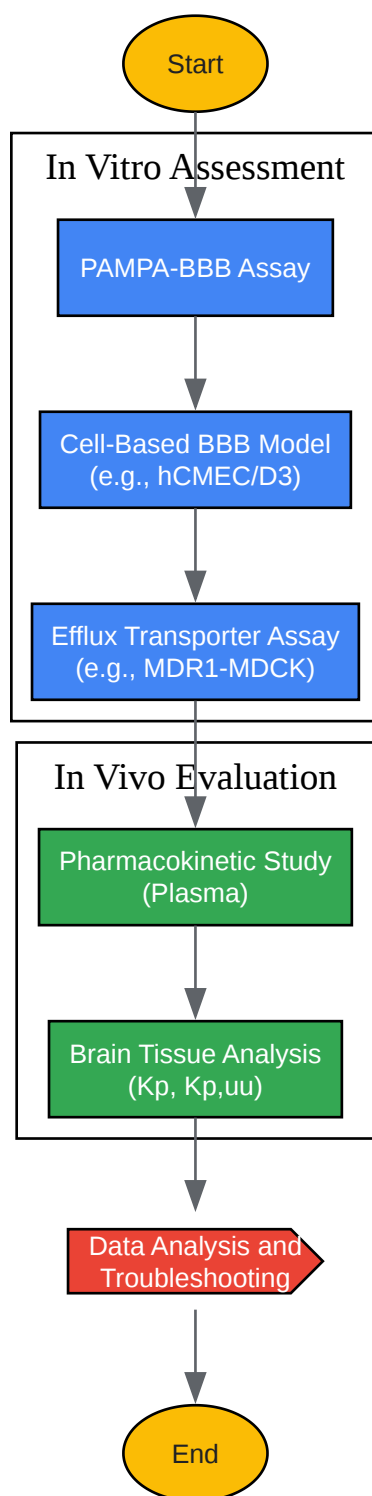 Start
In Vitro Assessment
PAMPA-BBB Assay
Cell-Based BBB Model
(e.g., hCMEC/D3)
Efflux Transporter Assay
(e.g., MDR1-MDCK)
In Vivo Evaluation
Pharmacokinetic Study
(Plasma)
Brain Tissue Analysis
(Kp, Kp,uu)
Data Analysis and
Troubleshooting
End